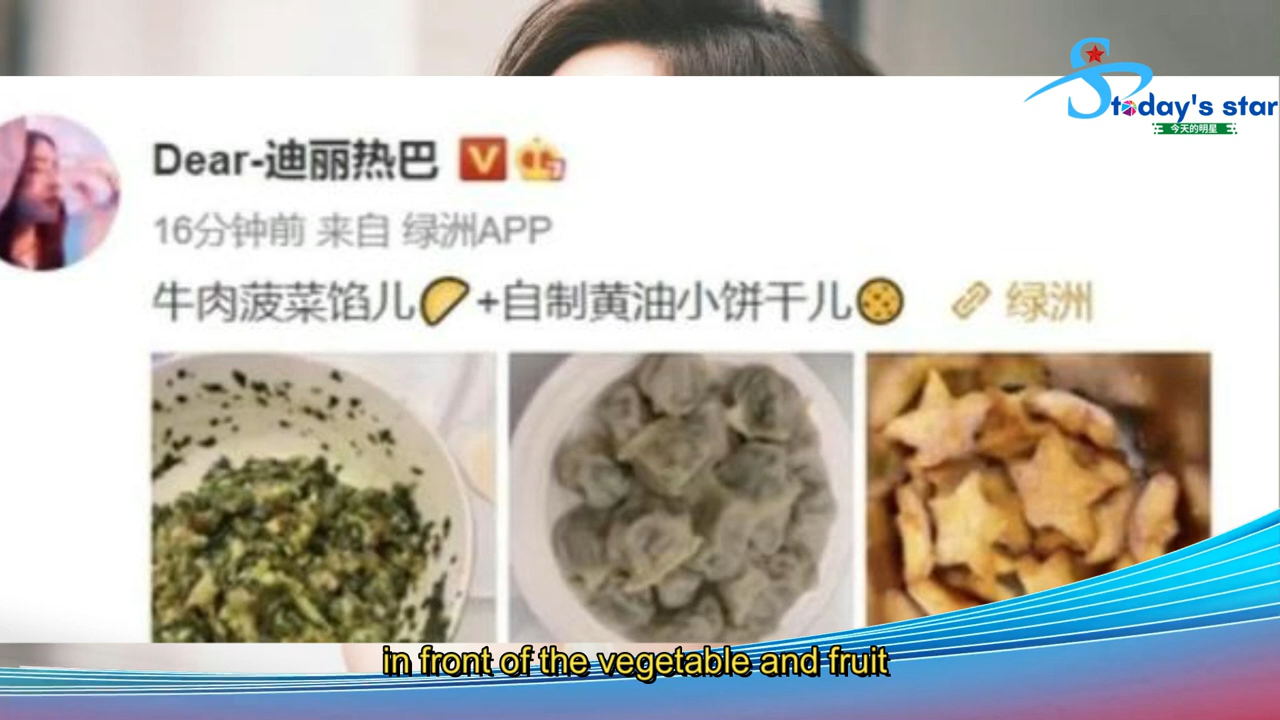 today's star
今天的明星
Dear-迪丽热巴
V
16分钟前 来自 绿洲APP
牛肉菠菜馅儿🥟+自制黄油小饼干儿🍪 绿洲
in front of the vegetable and fruit